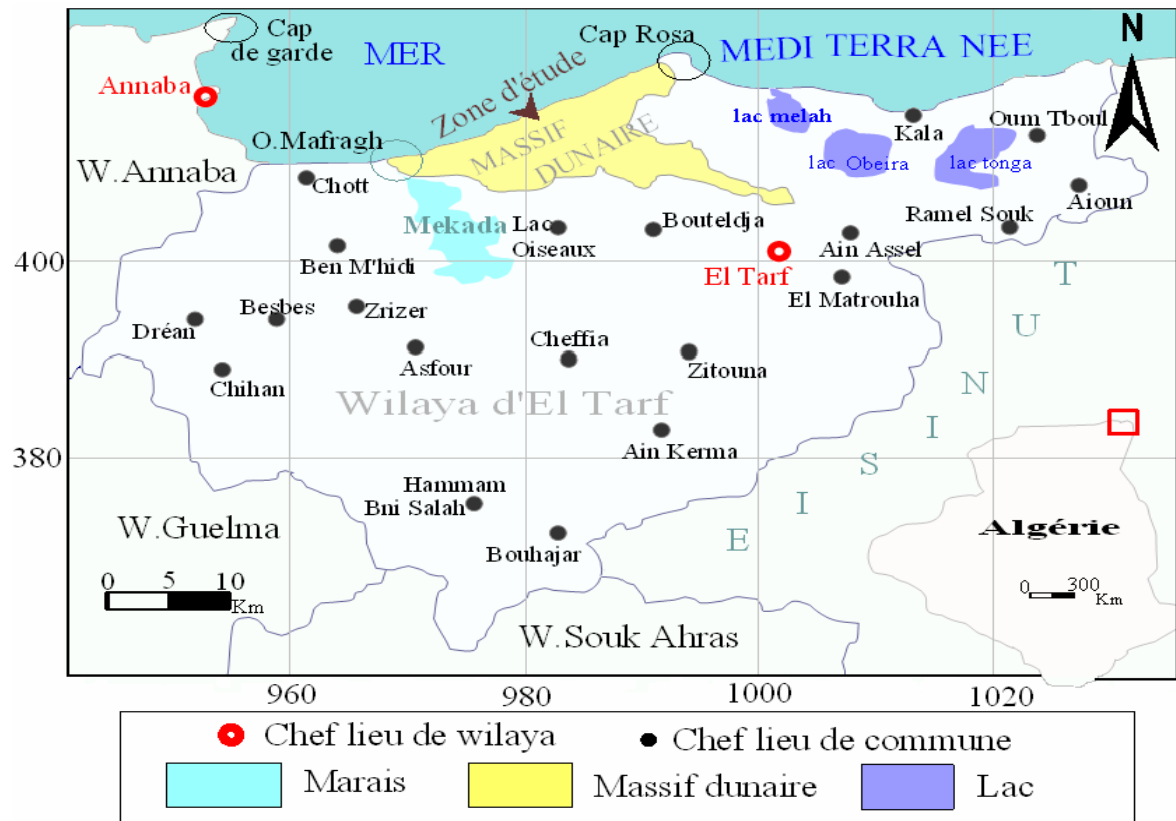 Cap
de garde
MER
Cap Rosa
MEDI TERRA NEE
N
Annaba
Zone d'étude
lac melah
Kala
Oum Tboul
O.Mafragh
MASSIF
DUNAIRE
lac Obeira
lac tonga
W.Annaba
Chott
Aioun
Mekada
Lac
Oiseaux
Bouteldja
Ramel Souk
Ain Assel
400
Ben M'hidi
El Tarf
El Matrouha
Besbes
Zrizer
Dréan
Cheffia
Asfour
Zitouna
Chihan
Wilaya d'El Tarf
Ain Kerma
380
Hammam
Bni Salah
W.Guelma
Bouhajar
T
U
N
I
S
I
E
Algérie
0 5 10
Km
0 300
Km
W.Souk Ahras
960 980 1000 1020
Chef lieu de wilaya
Chef lieu de commune
Marais
Massif dunaire
Lac